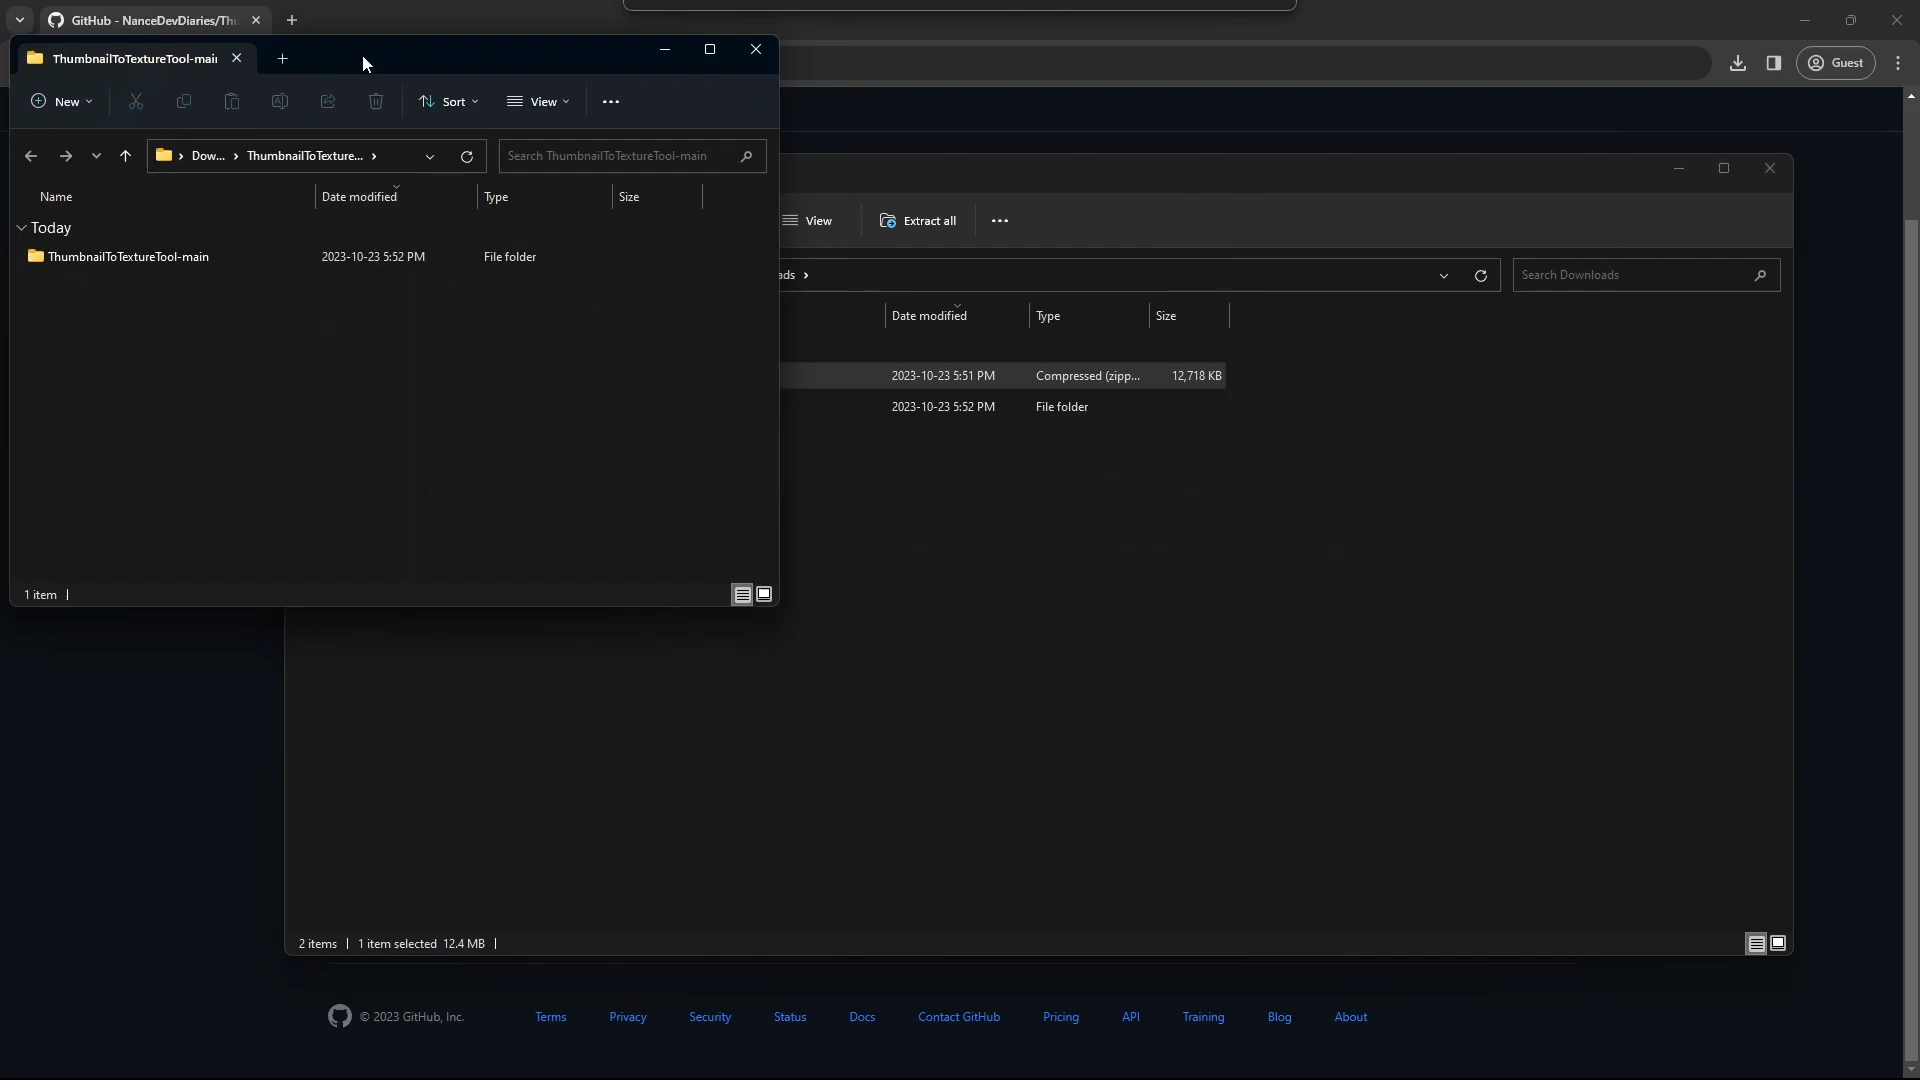 GitHub - NanceDevDiaries/Thu
Guest
ThumbnailToTextureTool-main
New
Sort
View
Dow... > ThumbnailToTexture... >
Search ThumbnailToTextureTool-main
Name Date modified Type Size
Today
ThumbnailToTextureTool-main 2023-10-23 5:52 PM File folder
1 item
View
Extract all
ads >
Search Downloads
Date modified Type Size
2023-10-23 5:51 PM Compressed (zipp... 12,718 KB
2023-10-23 5:52 PM File folder
2 items 1 item selected 12.4 MB
© 2023 GitHub, Inc. Terms Privacy Security Status Docs Contact GitHub Pricing API Training Blog About